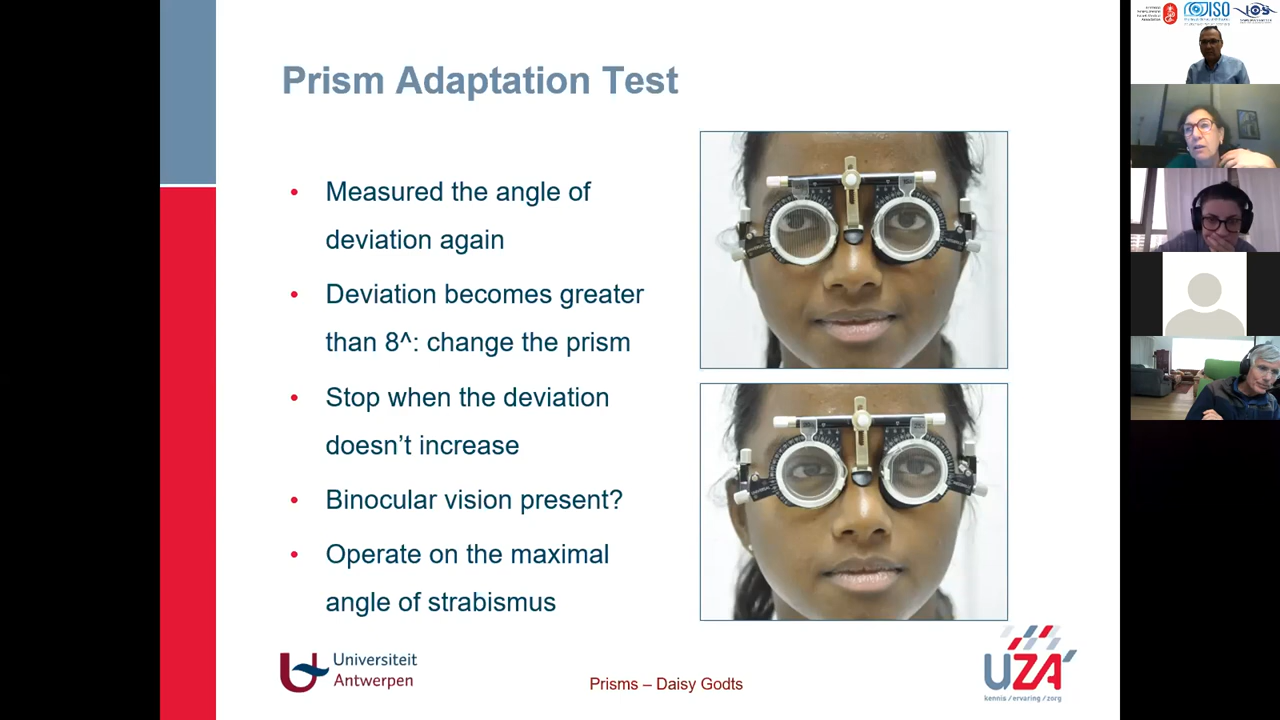 Prism Adaptation Test
• Measured the angle of
deviation again
• Deviation becomes greater
than 8^: change the prism
• Stop when the deviation
doesn’t increase
• Binocular vision present?
• Operate on the maximal
angle of strabismus
Universiteit
Antwerpen
Prisms – Daisy Godts
UZA
kennis / ervaring / zorg
ISO
IOS